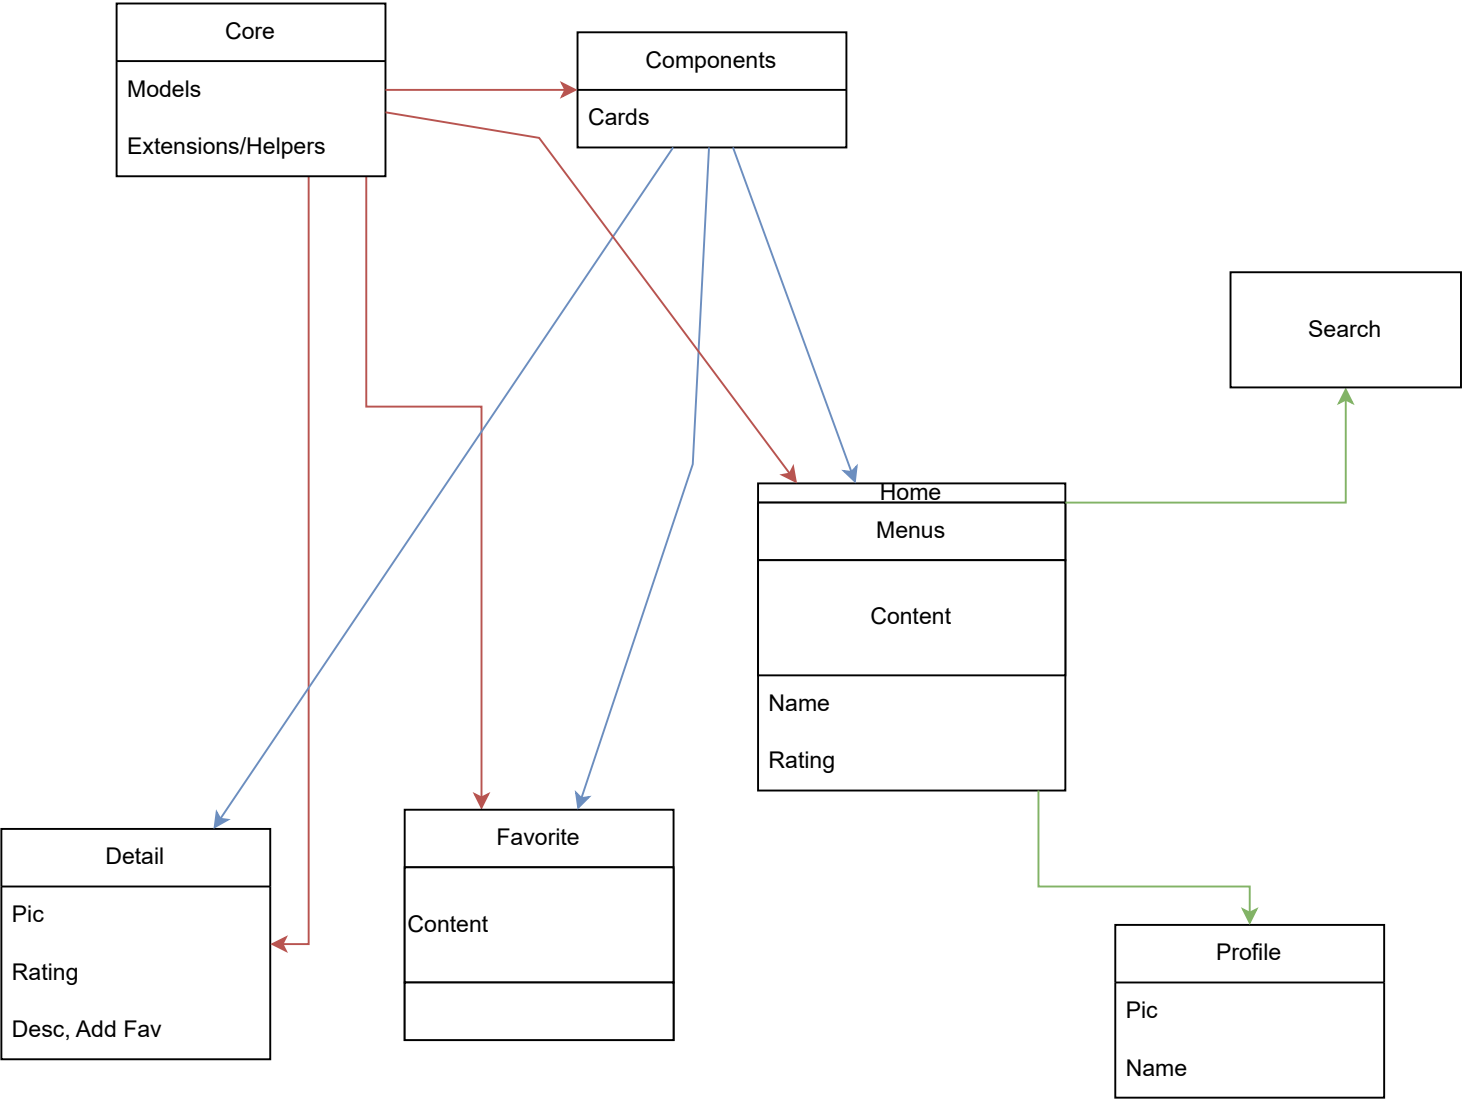 Core
Models
Extensions/Helpers
Components
Cards
Search
Home
Menus
Content
Name
Rating
Detail
Pic
Rating
Desc, Add Fav
Favorite
Content
Profile
Pic
Name